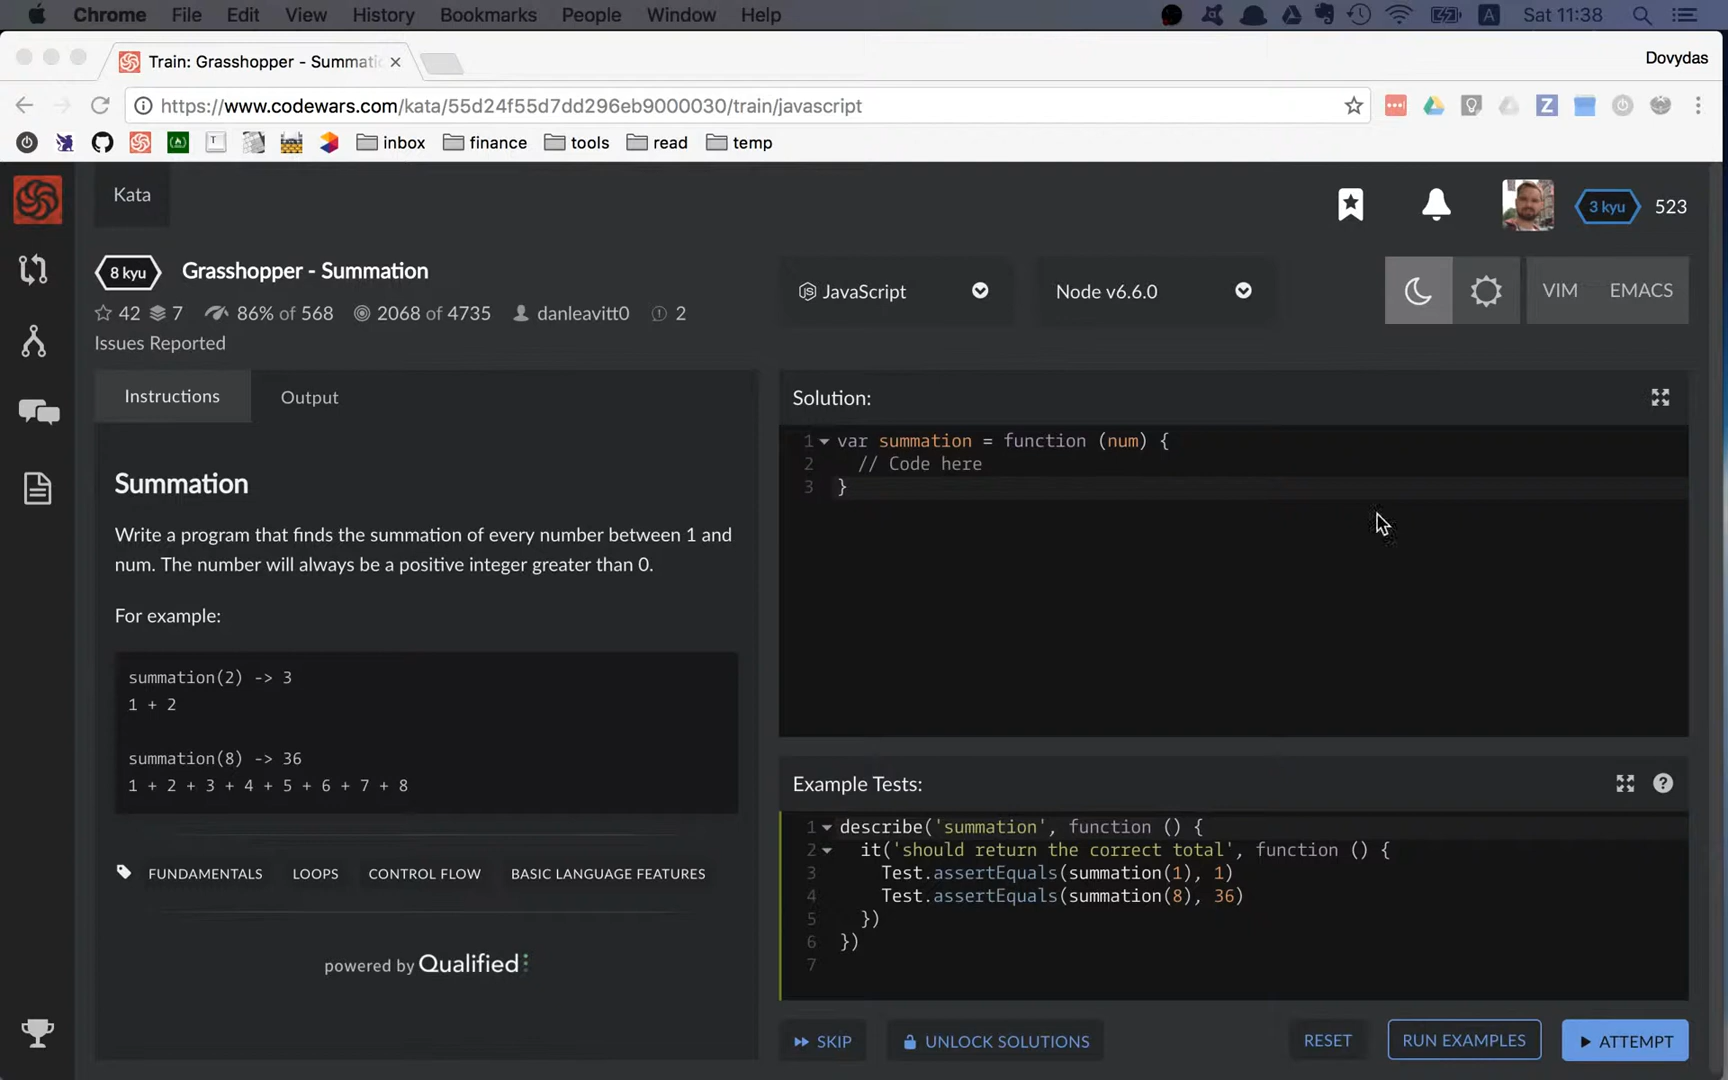 Chrome File Edit View History Bookmarks People Window Help Sat 11:38
Train: Grasshopper - Summati
Dovydas
https://www.codewars.com/kata/55d24f55d7dd296eb9000030/train/javascript
inbox finance tools read temp
Kata
3 kyu 523
8 kyu Grasshopper - Summation
JavaScript Node v6.6.0 VIM EMACS
42 7 86% of 568 2068 of 4735 danleavitt0 2
Issues Reported
Instructions Output
Solution:
1 var summation = function (num) {
2 // Code here
3 }
Summation
Write a program that finds the summation of every number between 1 and
num. The number will always be a positive integer greater than 0.
For example:
summation(2) -> 3
1 + 2
summation(8) -> 36
1 + 2 + 3 + 4 + 5 + 6 + 7 + 8
FUNDAMENTALS LOOPS CONTROL FLOW BASIC LANGUAGE FEATURES
powered by Qualified
Example Tests:
1 describe('summation', function () {
2 it('should return the correct total', function () {
3 Test.assertEquals(summation(1), 1)
4 Test.assertEquals(summation(8), 36)
5 })
6 })
7
SKIP UNLOCK SOLUTIONS RESET RUN EXAMPLES ATTEMPT